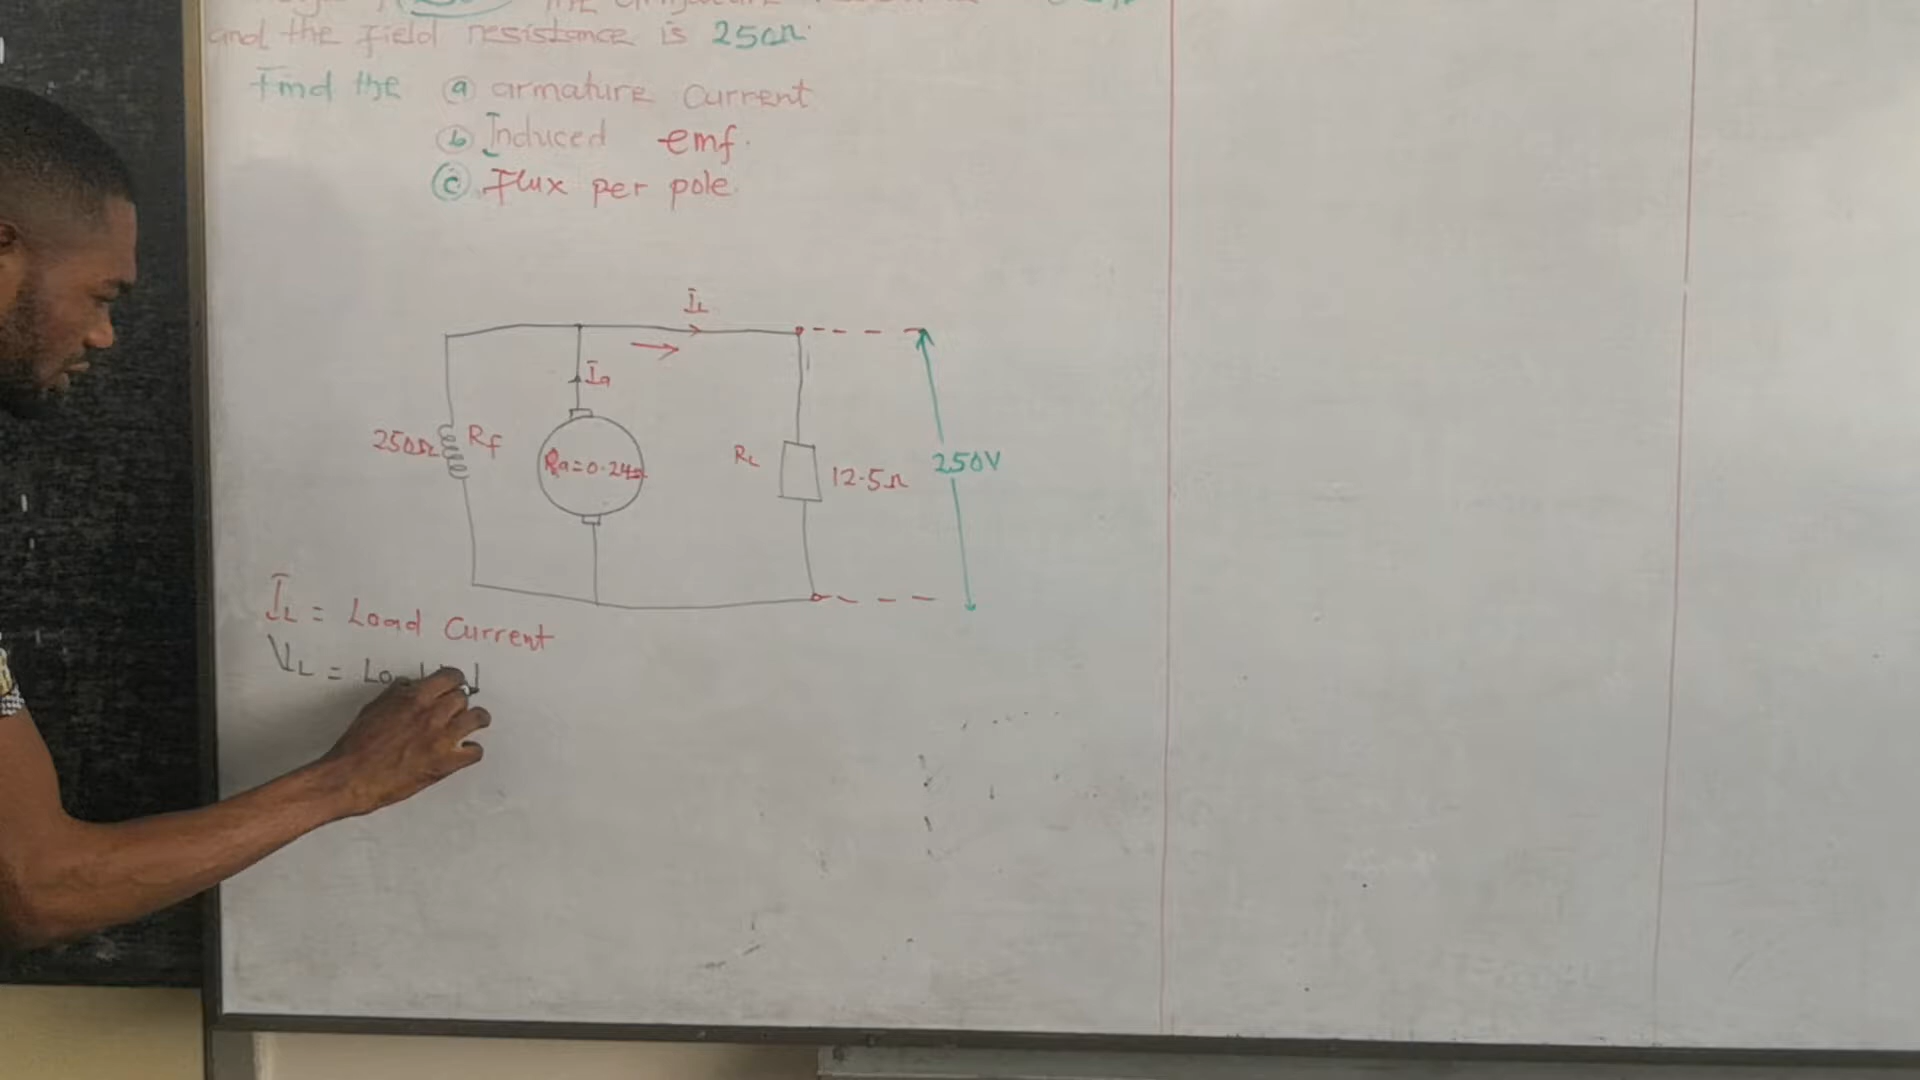 and the field resistance is 250Ω.
Find the (a) armature Current
(b) Induced emf.
(c) Flux per pole.
IL
Ia
250Ω Rf
Ra=0.24Ω
RL
12.5Ω
250V
IL = Load Current
VL =